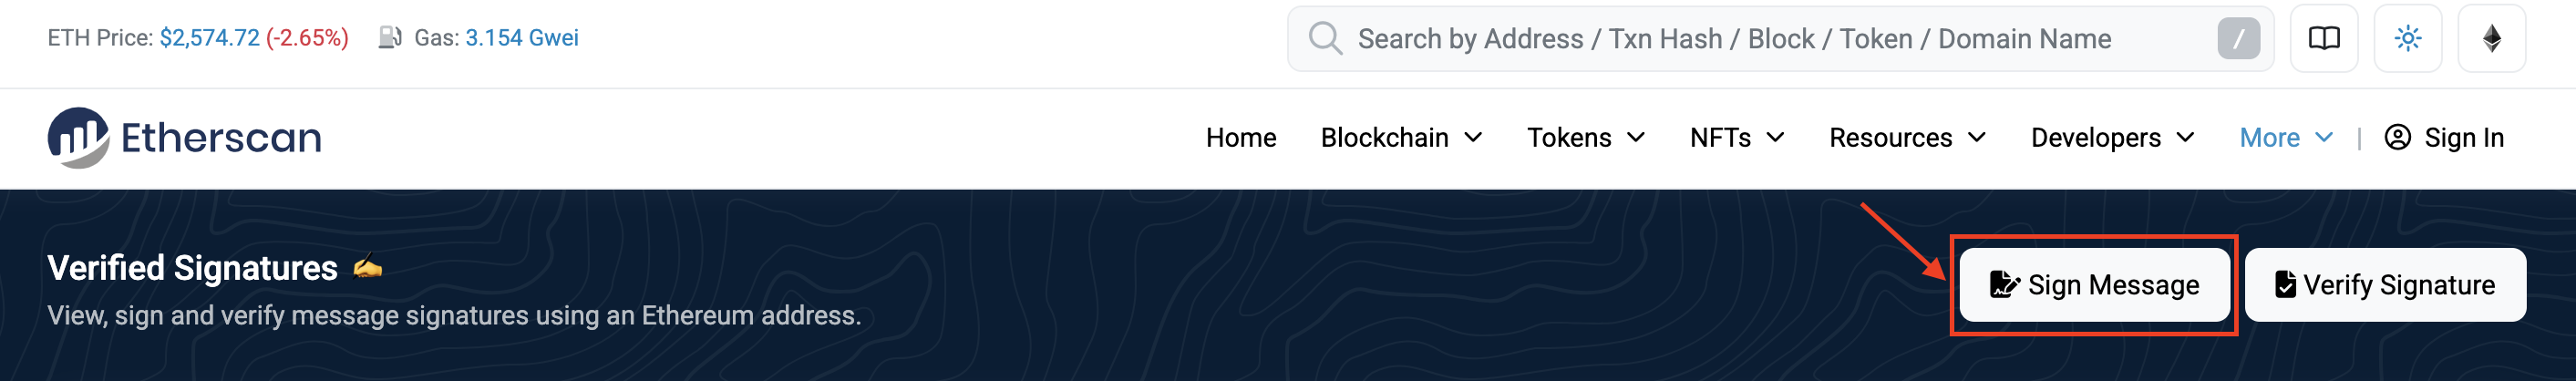 ETH Price: $2,574.72 (-2.65%) Gas: 3.154 Gwei
Search by Address / Txn Hash / Block / Token / Domain Name /
Etherscan
Home Blockchain Tokens NFTs Resources Developers More | Sign In
Verified Signatures ✍️
View, sign and verify message signatures using an Ethereum address.
Sign Message
Verify Signature